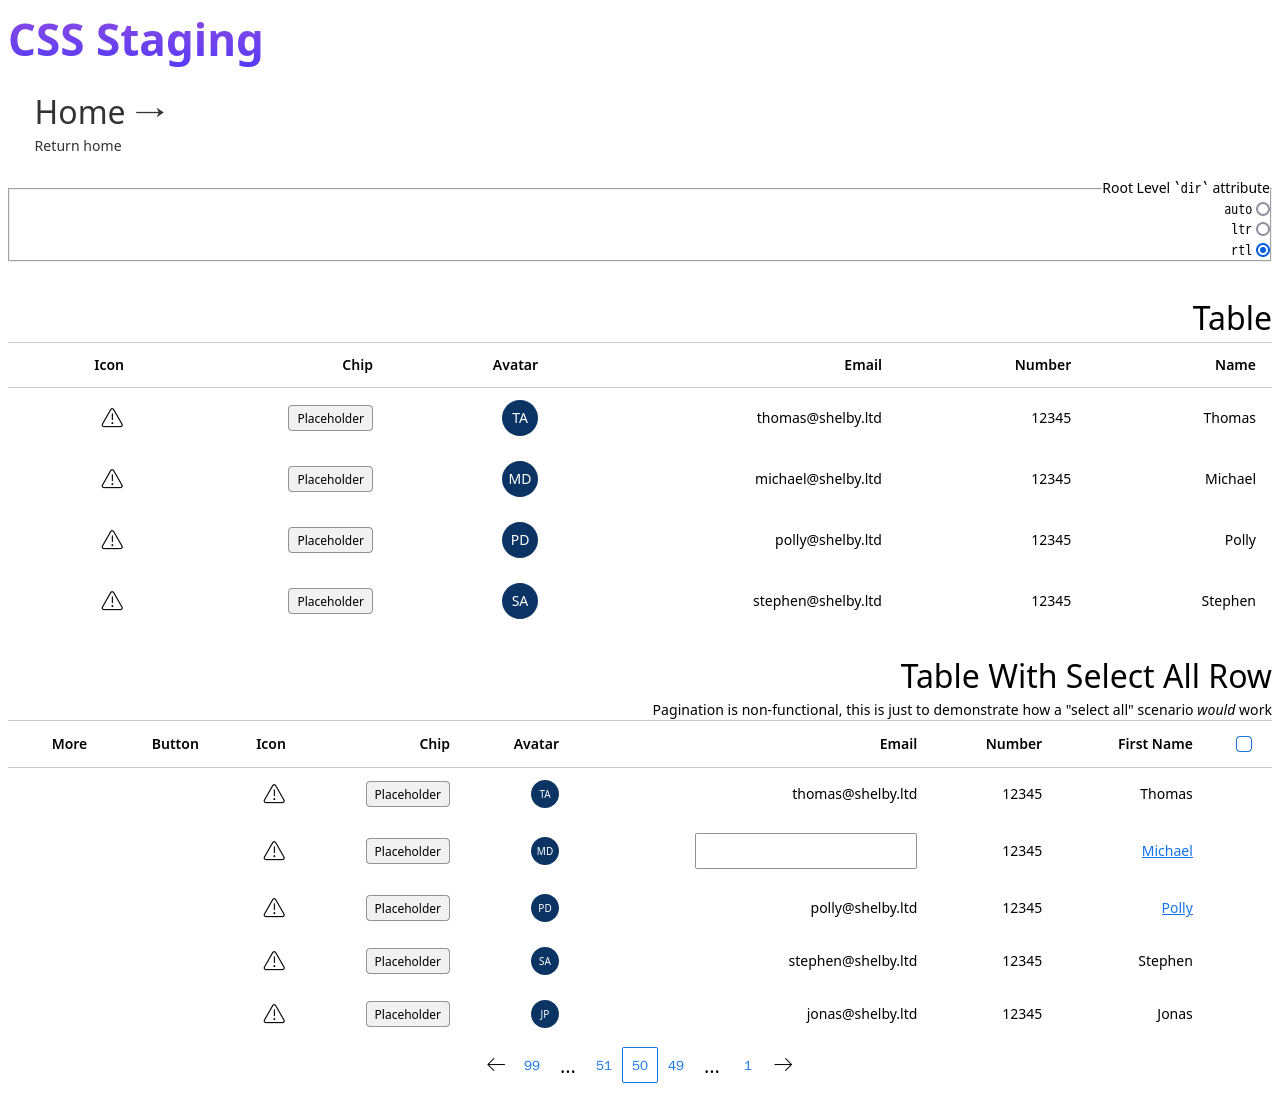 CSS Staging
Home →
Return home
Root Level `dir` attribute
auto
ltr
rtl
Table
Icon Chip Avatar Email Number Name
Placeholder TA thomas@shelby.ltd 12345 Thomas
Placeholder MD michael@shelby.ltd 12345 Michael
Placeholder PD polly@shelby.ltd 12345 Polly
Placeholder SA stephen@shelby.ltd 12345 Stephen
Table With Select All Row
Pagination is non-functional, this is just to demonstrate how a "select all" scenario would work
More Button Icon Chip Avatar Email Number First Name
Placeholder TA thomas@shelby.ltd 12345 Thomas
Placeholder MD 12345 Michael
Placeholder PD polly@shelby.ltd 12345 Polly
Placeholder SA stephen@shelby.ltd 12345 Stephen
Placeholder JP jonas@shelby.ltd 12345 Jonas
← 99 ... 51 50 49 ... 1 →